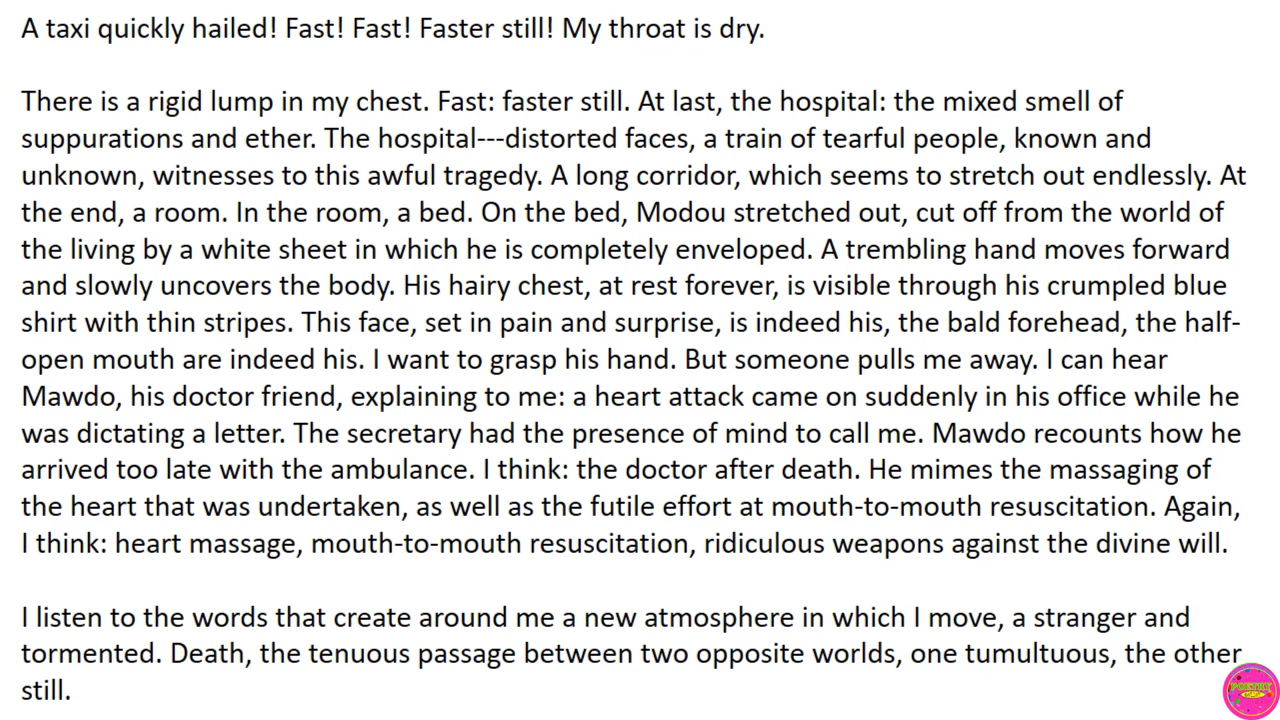 A taxi quickly hailed! Fast! Fast! Faster still! My throat is dry.
There is a rigid lump in my chest. Fast: faster still. At last, the hospital: the mixed smell of
suppurations and ether. The hospital---distorted faces, a train of tearful people, known and
unknown, witnesses to this awful tragedy. A long corridor, which seems to stretch out endlessly. At
the end, a room. In the room, a bed. On the bed, Modou stretched out, cut off from the world of
the living by a white sheet in which he is completely enveloped. A trembling hand moves forward
and slowly uncovers the body. His hairy chest, at rest forever, is visible through his crumpled blue
shirt with thin stripes. This face, set in pain and surprise, is indeed his, the bald forehead, the half-
open mouth are indeed his. I want to grasp his hand. But someone pulls me away. I can hear
Mawdo, his doctor friend, explaining to me: a heart attack came on suddenly in his office while he
was dictating a letter. The secretary had the presence of mind to call me. Mawdo recounts how he
arrived too late with the ambulance. I think: the doctor after death. He mimes the massaging of
the heart that was undertaken, as well as the futile effort at mouth-to-mouth resuscitation. Again,
I think: heart massage, mouth-to-mouth resuscitation, ridiculous weapons against the divine will.
I listen to the words that create around me a new atmosphere in which I move, a stranger and
tormented. Death, the tenuous passage between two opposite worlds, one tumultuous, the other
still.